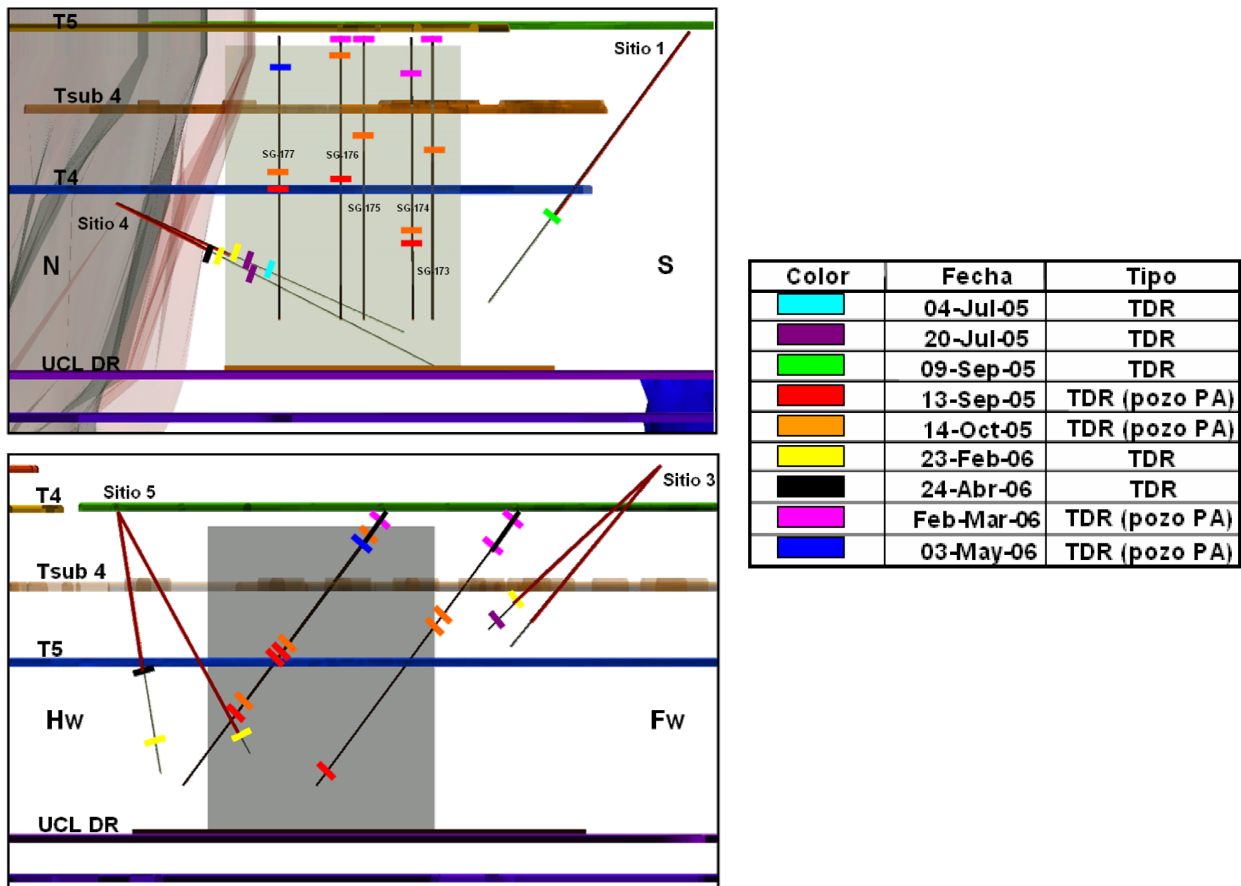 T5
Sitio 1
Tsub 4
SG-177
SG-176
T4
SG-175
SG-174
Sitio 4
N
SG-173
S
UCL DR
T4
Sitio 5
Sitio 3
Tsub 4
T5
HW
FW
UCL DR
Color Fecha Tipo
04-Jul-05 TDR
20-Jul-05 TDR
09-Sep-05 TDR
13-Sep-05 TDR (pozo PA)
14-Oct-05 TDR (pozo PA)
23-Feb-06 TDR
24-Abr-06 TDR
Feb-Mar-06 TDR (pozo PA)
03-May-06 TDR (pozo PA)